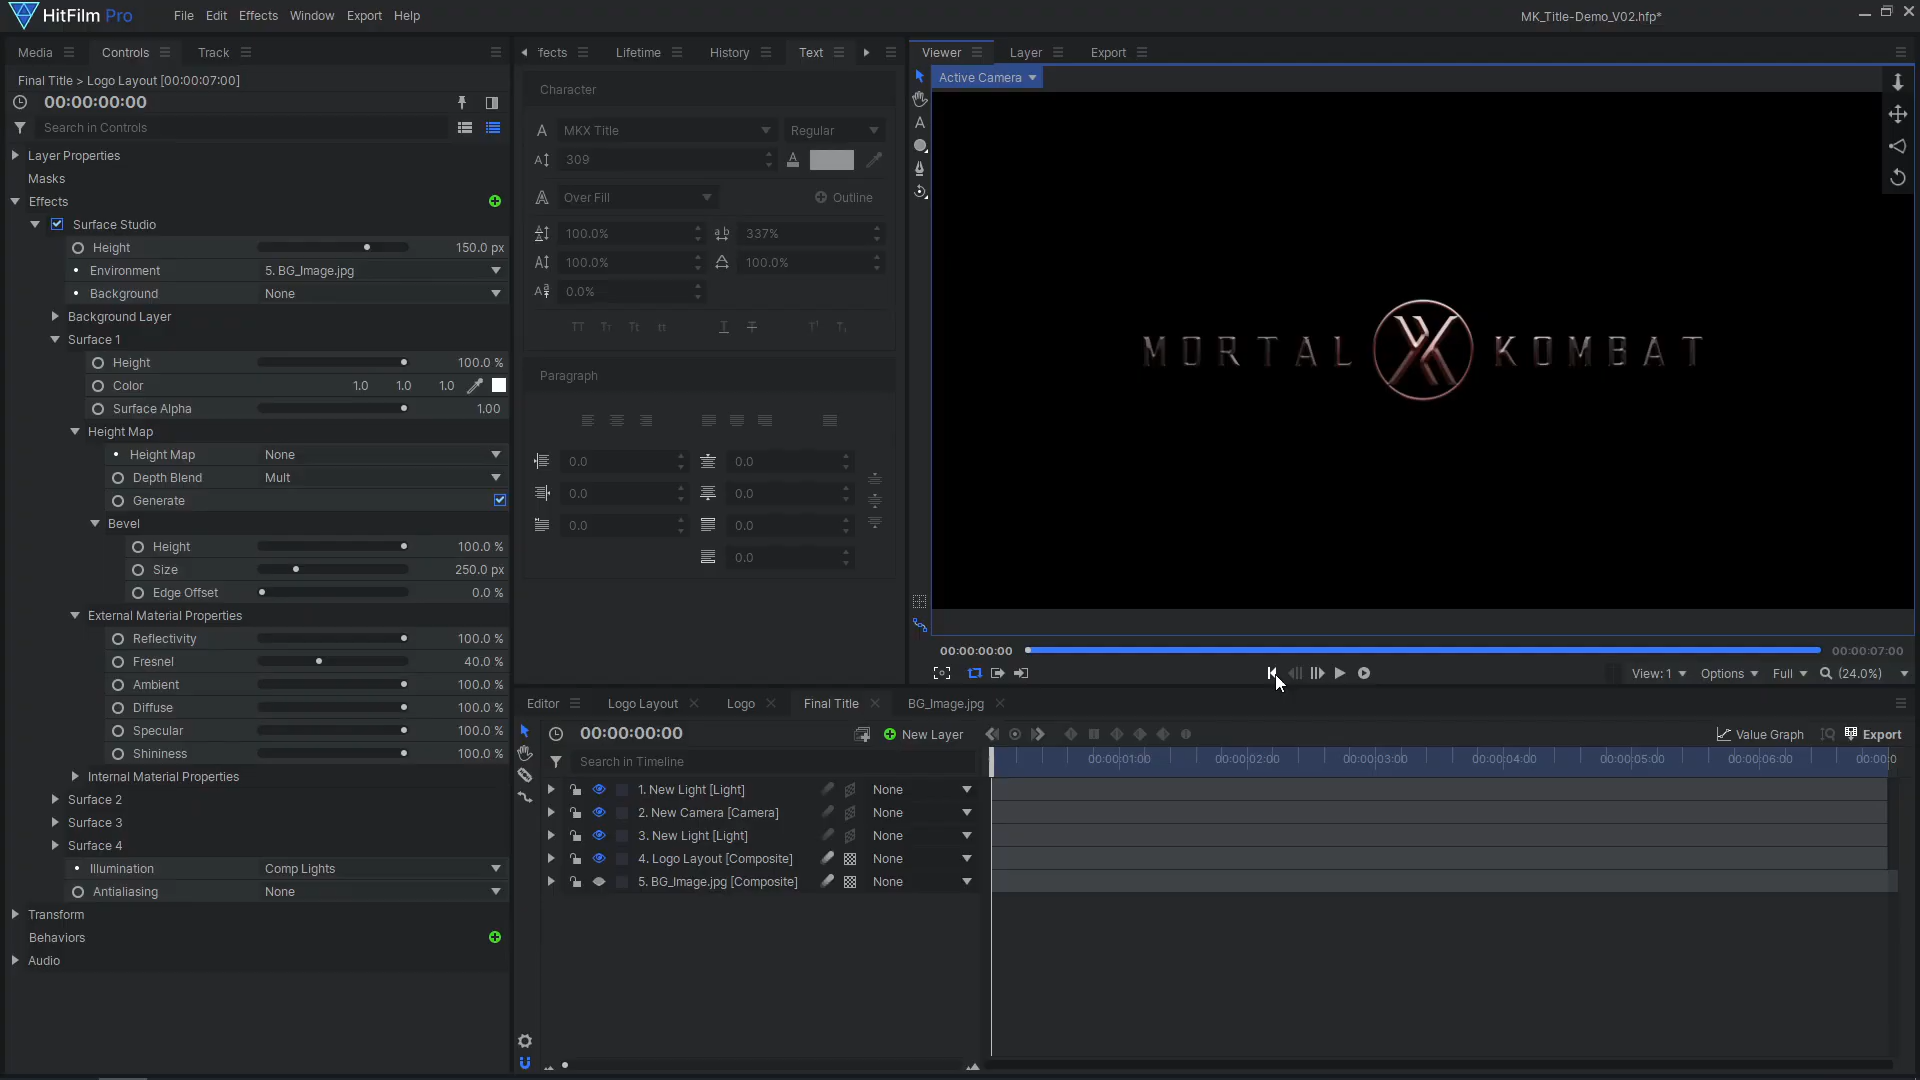 HitFilm Pro
File Edit Effects Window Export Help
MK_Title-Demo_V02.hfp*
Media Controls Track
ffects Lifetime History Text
Viewer Layer Export
Final Title > Logo Layout [00:00:07:00]
Active Camera
00:00:00:00
Search in Controls
Layer Properties
Masks
Effects
Surface Studio
Height 150.0 px
Environment 5. BG_Image.jpg
Background None
Background Layer
Surface 1
Height 100.0 %
Color 1.0 1.0 1.0
Surface Alpha 1.00
Height Map
Height Map None
Depth Blend Mult
Generate
Bevel
Height 100.0 %
Size 250.0 px
Edge Offset 0.0 %
External Material Properties
Reflectivity 100.0 %
Fresnel 40.0 %
Ambient 100.0 %
Diffuse 100.0 %
Specular 100.0 %
Shininess 100.0 %
Internal Material Properties
Surface 2
Surface 3
Surface 4
Illumination Comp Lights
Antialiasing None
Transform
Behaviors
Audio
Character
MKX Title Regular
309
Over Fill Outline
100.0% 337%
100.0% 100.0%
0.0%
TT Tт Tt tt T T T¹ T₁
Paragraph
0.0 0.0
0.0 0.0
0.0 0.0
0.0
MORTAL X KOMBAT
00:00:00:00 00:00:07:00
View: 1 Options Full (24.0%)
Editor Logo Layout Logo Final Title BG_Image.jpg
00:00:00:00 New Layer Value Graph Export
Search in Timeline
00:00:01:00 00:00:02:00 00:00:03:00 00:00:04:00 00:00:05:00 00:00:06:00 00:00:0
1. New Light [Light] None
2. New Camera [Camera] None
3. New Light [Light] None
4. Logo Layout [Composite] None
5. BG_Image.jpg [Composite] None